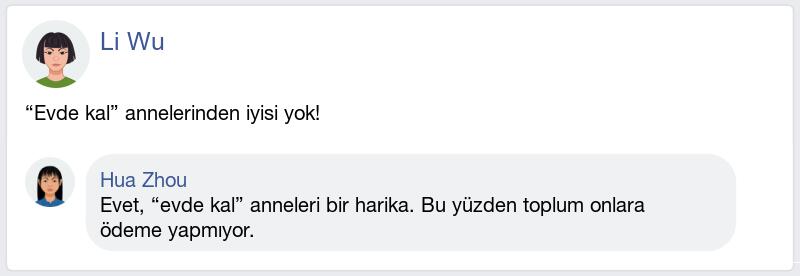 Li Wu
“Evde kal” annelerinden iyisi yok!
Hua Zhou
Evet, “evde kal” anneleri bir harika. Bu yüzden toplum onlara
ödeme yapmıyor.